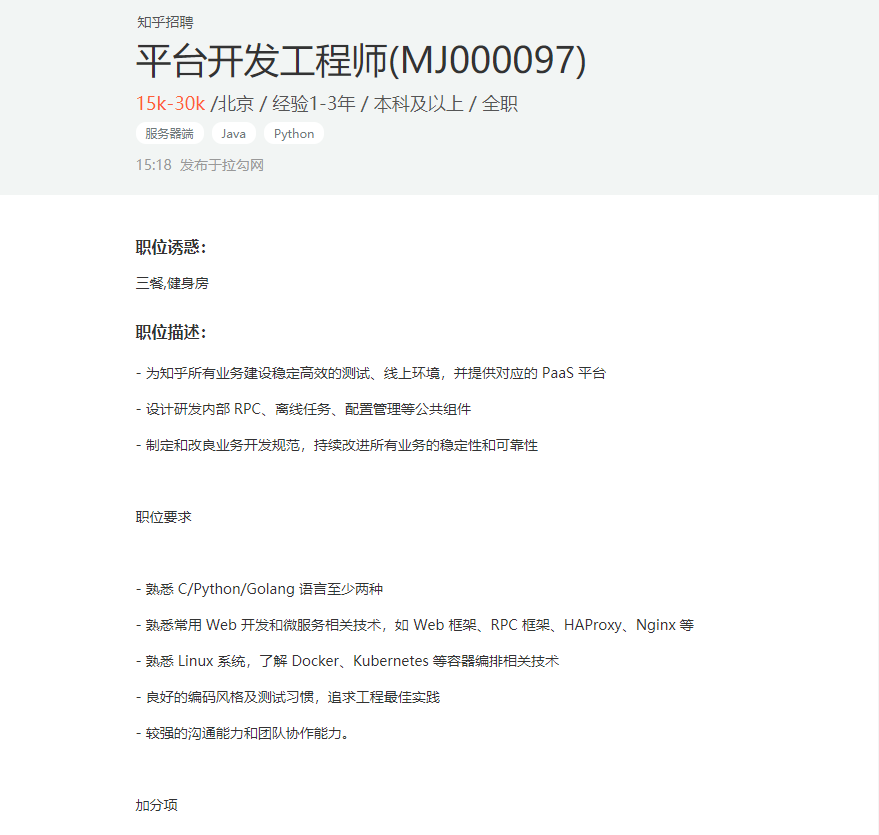 知乎招聘
平台开发工程师(MJ000097)
15k-30k /北京 / 经验1-3年 / 本科及以上 / 全职
服务器端 Java Python
15:18 发布于拉勾网
职位诱惑：
三餐,健身房
职位描述：
- 为知乎所有业务建设稳定高效的测试、线上环境，并提供对应的 PaaS 平台
- 设计研发内部 RPC、离线任务、配置管理等公共组件
- 制定和改良业务开发规范，持续改进所有业务的稳定性和可靠性
职位要求
- 熟悉 C/Python/Golang 语言至少两种
- 熟悉常用 Web 开发和微服务相关技术，如 Web 框架、RPC 框架、HAProxy、Nginx 等
- 熟悉 Linux 系统，了解 Docker、Kubernetes 等容器编排相关技术
- 良好的编码风格及测试习惯，追求工程最佳实践
- 较强的沟通能力和团队协作能力。
加分项